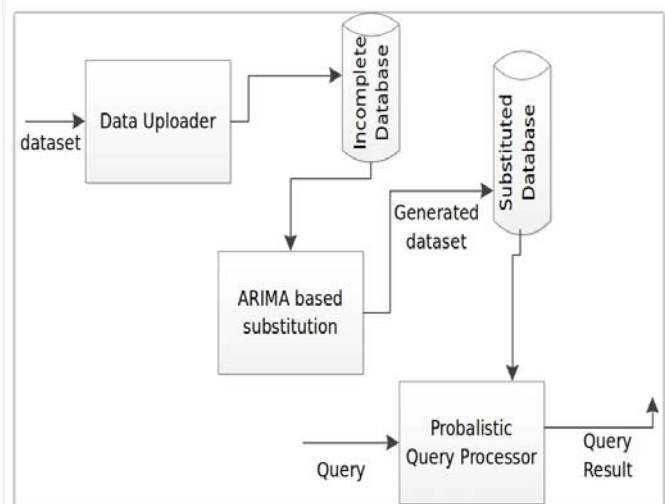 dataset
Data Uploader
Incomplete
Database
Substituted
Database
Generated
dataset
ARIMA based
substitution
Query
Probalistic
Query Processor
Query
Result